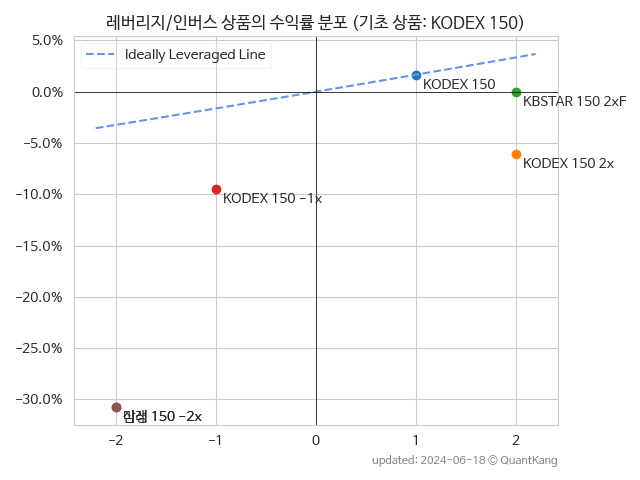 레버리지/인버스 상품의 수익률 분포 (기초 상품: KODEX 150)
Ideally Leveraged Line
5.0%
0.0%
−5.0%
−10.0%
−15.0%
−20.0%
−25.0%
−30.0%
KODEX 150
KBSTAR 150 2xF
KODEX 150 2x
KODEX 150 −1x
150 −2x
−2
−1
0
1
2
updated: 2024-06-18 © QuantKang